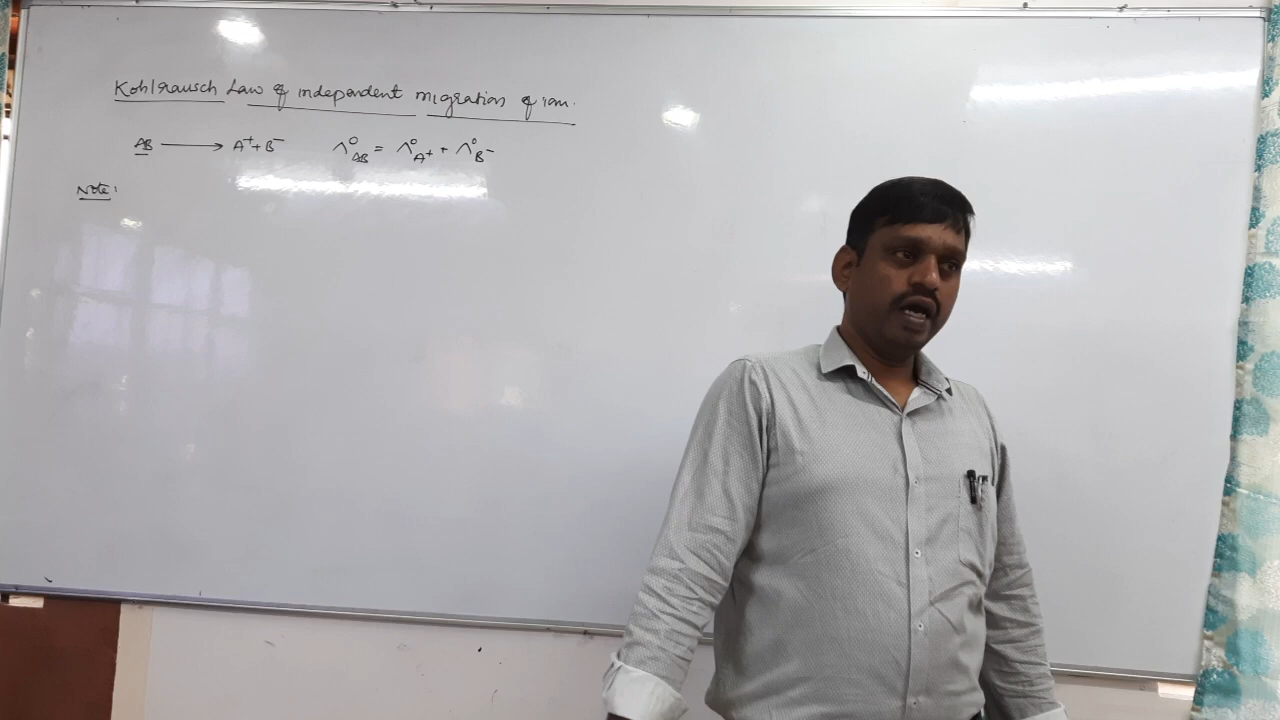 Kohlrausch Law of independent migration of ion.
AB ⟶ A⁺ + B⁻ Λ°AB = Λ°A⁺ + Λ°B⁻
Note: